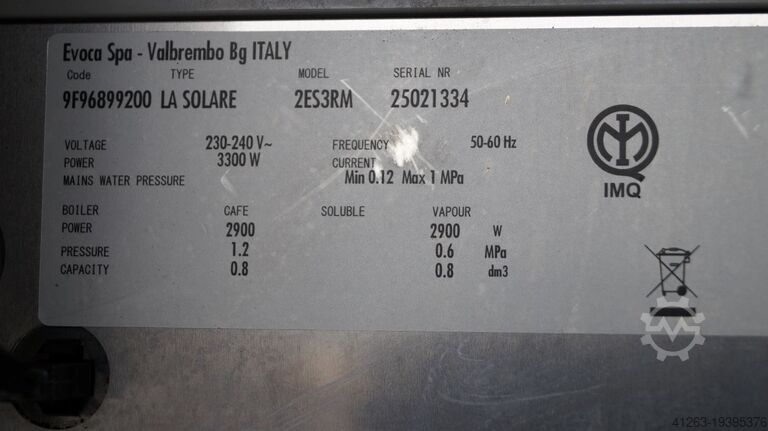 Evoca Spa - Valbrembo Bg ITALY
Code TYPE MODEL SERIAL NR
9F96899200 LA SOLARE 2ES3RM 25021334
VOLTAGE 230-240 V~ FREQUENCY 50-60 Hz
POWER 3300 W CURRENT
MAINS WATER PRESSURE Min 0.12 Max 1 MPa
BOILER CAFE SOLUBLE VAPOUR
POWER 2900 2900 W
PRESSURE 1.2 0.6 MPa
CAPACITY 0.8 0.8 dm3
IMQ
41263-19395376